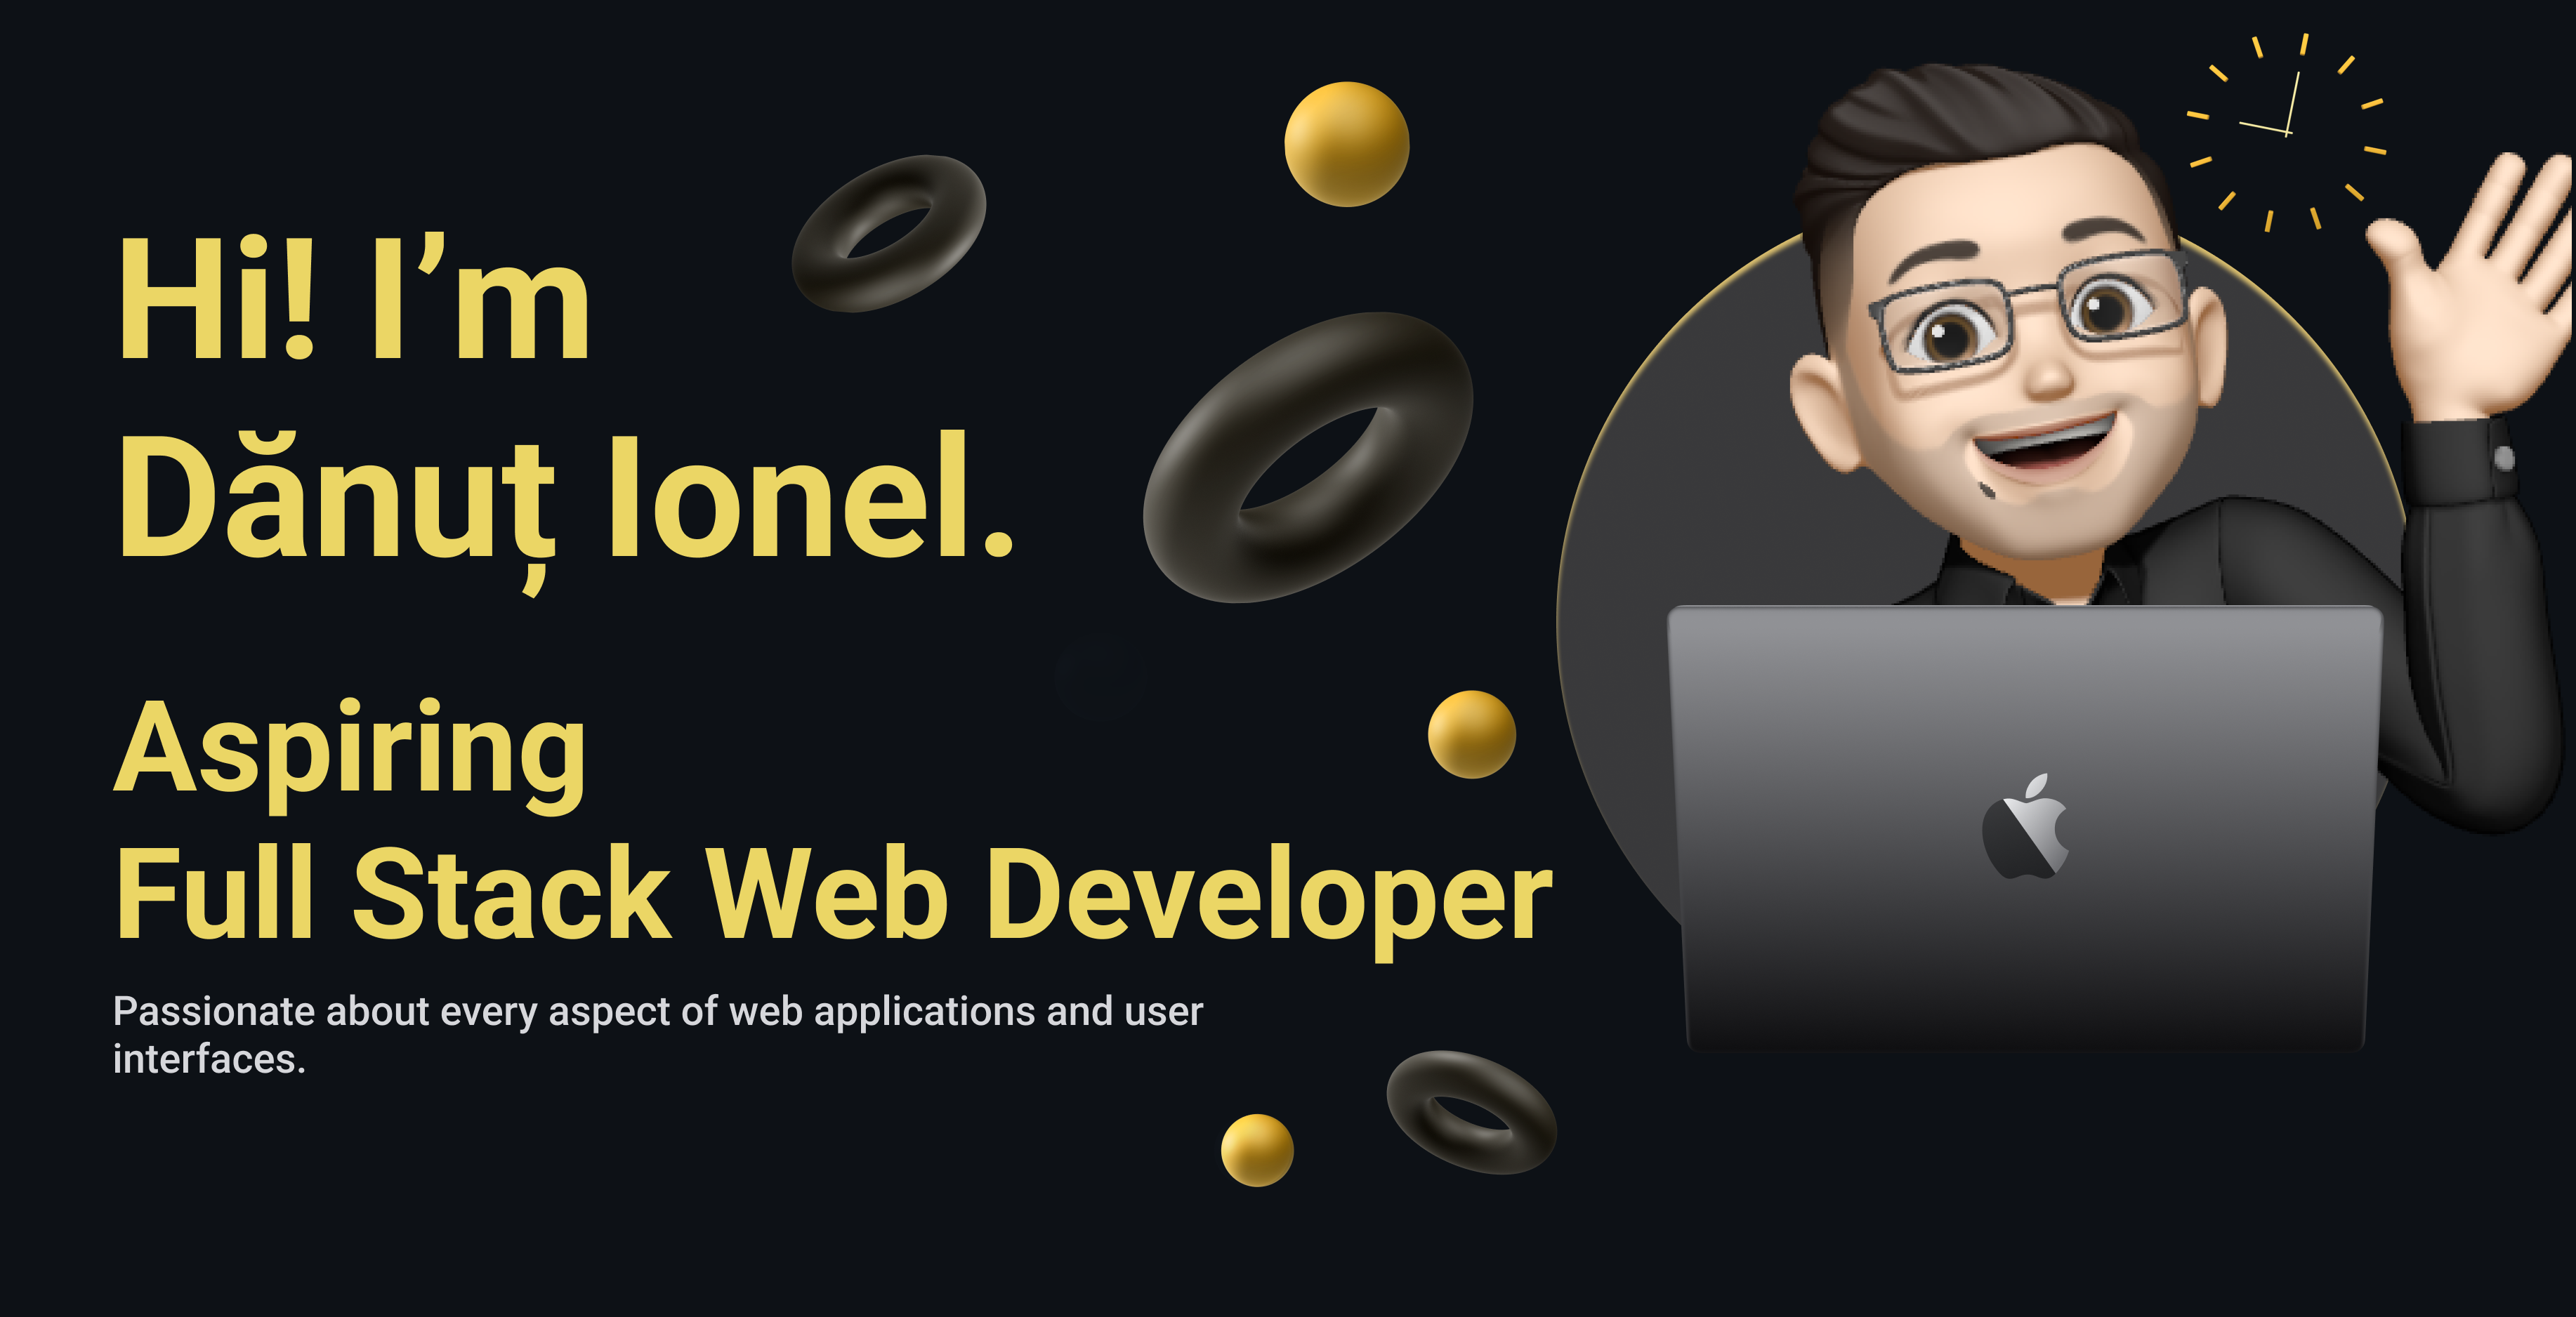 Hi! I’m
Dănuț Ionel.
Aspiring
Full Stack Web Developer
Passionate about every aspect of web applications and user
interfaces.